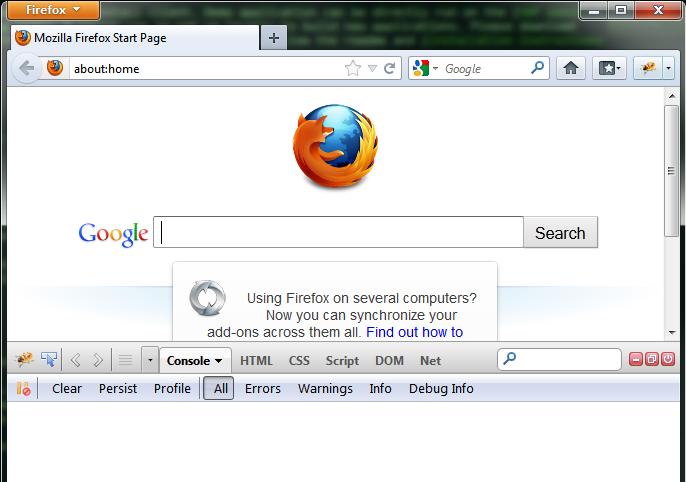 Firefox
Mozilla Firefox Start Page
about:home
Google
Google
Search
Using Firefox on several computers?
Now you can synchronize your
add-ons across them all. Find out how to
Console HTML CSS Script DOM Net
Clear Persist Profile All Errors Warnings Info Debug Info